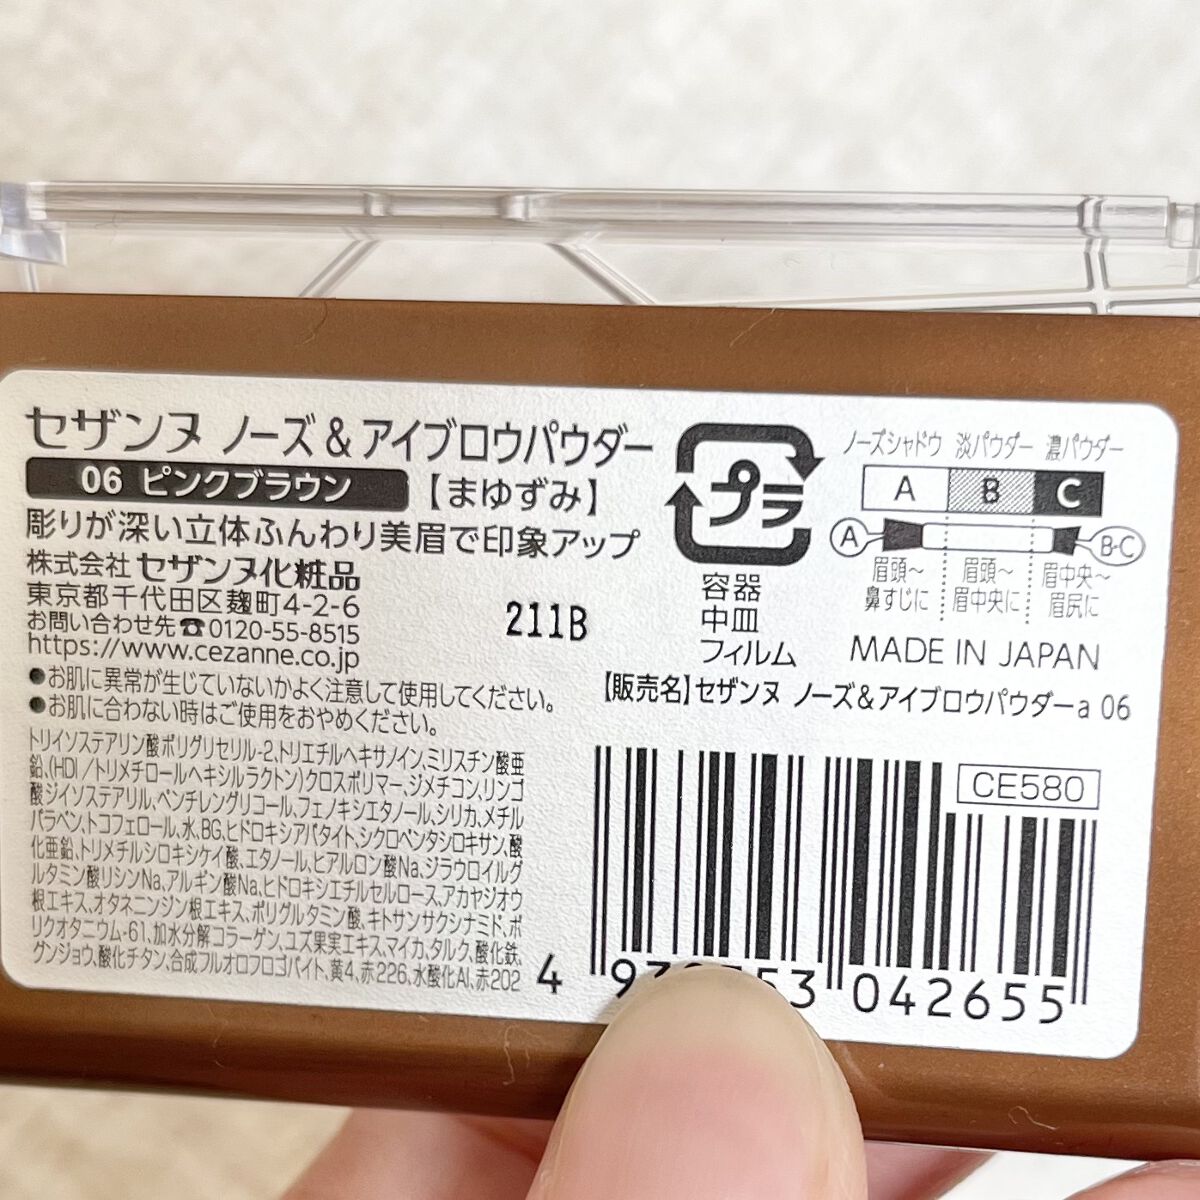 セザンヌ ノーズ&アイブロウパウダー
06 ピンクブラウン 【まゆずみ】
彫りが深い立体ふんわり美眉で印象アップ
株式会社 セザンヌ化粧品
東京都千代田区麹町4-2-6
お問い合わせ先☎0120-55-8515
https://www.cezanne.co.jp
211B
●お肌に異常が生じていないかよく注意して使用してください。
●お肌に合わない時はご使用をおやめください。
トリイソステアリン酸ポリグリセリル-2、トリエチルヘキサノイン、ミリスチン酸亜
鉛、(HDI/トリメチロールヘキシルラクトン)クロスポリマー、ジメチコン、リンゴ
酸ジイソステアリル、ペンチレングリコール、フェノキシエタノール、シリカ、メチル
パラベン、トコフェロール、水、BG、ヒドロキシアパタイト、シクロペンタシロキサン、酸
化亜鉛、トリメチルシロキシケイ酸、エタノール、ヒアルロン酸Na、ジラウロイルグ
ルタミン酸リシンNa、アルギン酸Na、ヒドロキシエチルセルロース、アカヤジオウ
根エキス、オタネニンジン根エキス、ポリグルタミン酸、キトサンサクシナミド、ポ
リクオタニウム-61、加水分解コラーゲン、ユズ果実エキス、マイカ、タルク、酸化鉄、
グンジョウ、酸化チタン、合成フルオロフロゴパイト、黄4、赤226、水酸化Al、赤202
プラ
容器
中皿
フィルム
ノーズシャドウ 淡パウダー 濃パウダー
A B C
A B・C
眉頭〜 眉頭〜 眉中央〜
鼻すじに 眉中央に 眉尻に
MADE IN JAPAN
【販売名】セザンヌ ノーズ&アイブロウパウダーa 06
CE580
4 042655